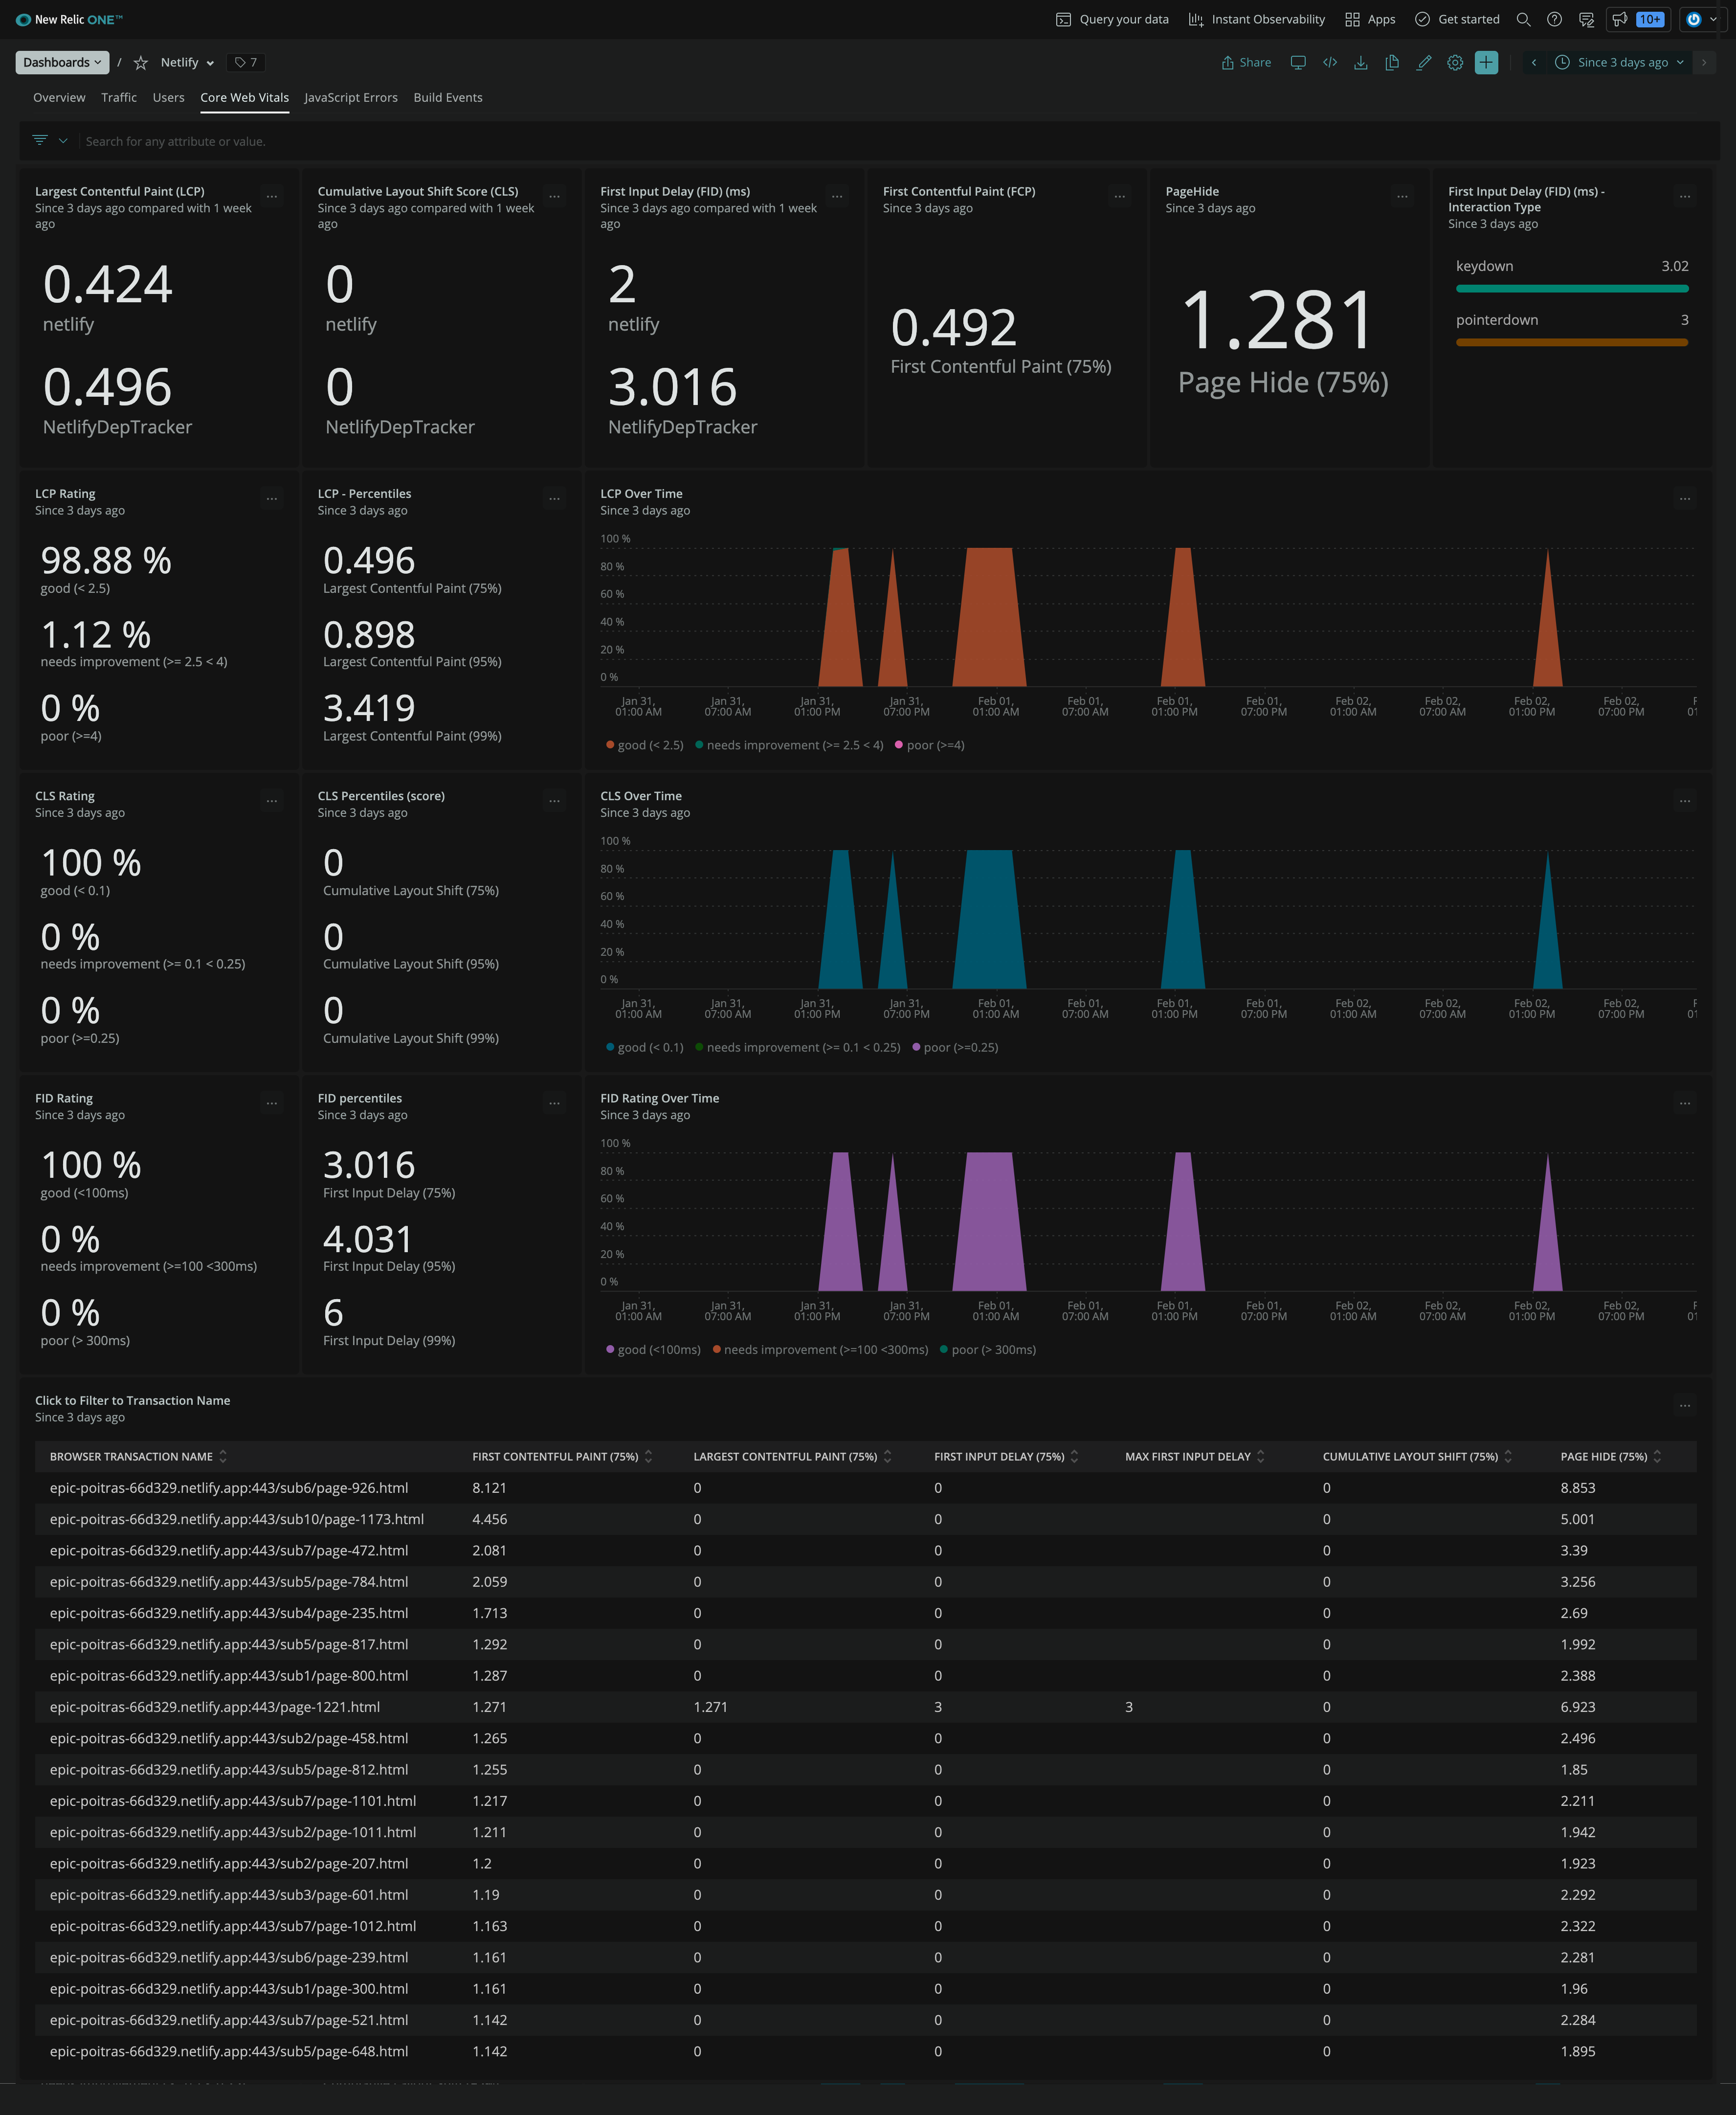 New Relic ONE™
Query your data
Instant Observability
Apps
Get started
10+
Dashboards
/
Netlify
7
Share
Since 3 days ago
Overview
Traffic
Users
Core Web Vitals
JavaScript Errors
Build Events
Search for any attribute or value.
Largest Contentful Paint (LCP)
Since 3 days ago compared with 1 week
ago
0.424
netlify
0.496
NetlifyDepTracker
Cumulative Layout Shift Score (CLS)
Since 3 days ago compared with 1 week
ago
0
netlify
0
NetlifyDepTracker
First Input Delay (FID) (ms)
Since 3 days ago compared with 1 week
ago
2
netlify
3.016
NetlifyDepTracker
First Contentful Paint (FCP)
Since 3 days ago
0.492
First Contentful Paint (75%)
PageHide
Since 3 days ago
1.281
Page Hide (75%)
First Input Delay (FID) (ms) -
Interaction Type
Since 3 days ago
keydown 3.02
pointerdown 3
LCP Rating
Since 3 days ago
98.88 %
good (< 2.5)
1.12 %
needs improvement (>= 2.5 < 4)
0 %
poor (>=4)
LCP - Percentiles
Since 3 days ago
0.496
Largest Contentful Paint (75%)
0.898
Largest Contentful Paint (95%)
3.419
Largest Contentful Paint (99%)
LCP Over Time
Since 3 days ago
100 %
80 %
60 %
40 %
20 %
0 %
Jan 31, Jan 31, Jan 31, Jan 31, Feb 01, Feb 01, Feb 01, Feb 01, Feb 02, Feb 02, Feb 02, Feb 02, F
01:00 AM 07:00 AM 01:00 PM 07:00 PM 01:00 AM 07:00 AM 01:00 PM 07:00 PM 01:00 AM 07:00 AM 01:00 PM 07:00 PM 01
good (< 2.5) needs improvement (>= 2.5 < 4) poor (>=4)
CLS Rating
Since 3 days ago
100 %
good (< 0.1)
0 %
needs improvement (>= 0.1 < 0.25)
0 %
poor (>=0.25)
CLS Percentiles (score)
Since 3 days ago
0
Cumulative Layout Shift (75%)
0
Cumulative Layout Shift (95%)
0
Cumulative Layout Shift (99%)
CLS Over Time
Since 3 days ago
100 %
80 %
60 %
40 %
20 %
0 %
Jan 31, Jan 31, Jan 31, Jan 31, Feb 01, Feb 01, Feb 01, Feb 01, Feb 02, Feb 02, Feb 02, Feb 02, F
01:00 AM 07:00 AM 01:00 PM 07:00 PM 01:00 AM 07:00 AM 01:00 PM 07:00 PM 01:00 AM 07:00 AM 01:00 PM 07:00 PM 01
good (< 0.1) needs improvement (>= 0.1 < 0.25) poor (>=0.25)
FID Rating
Since 3 days ago
100 %
good (<100ms)
0 %
needs improvement (>=100 <300ms)
0 %
poor (> 300ms)
FID percentiles
Since 3 days ago
3.016
First Input Delay (75%)
4.031
First Input Delay (95%)
6
First Input Delay (99%)
FID Rating Over Time
Since 3 days ago
100 %
80 %
60 %
40 %
20 %
0 %
Jan 31, Jan 31, Jan 31, Jan 31, Feb 01, Feb 01, Feb 01, Feb 01, Feb 02, Feb 02, Feb 02, Feb 02, F
01:00 AM 07:00 AM 01:00 PM 07:00 PM 01:00 AM 07:00 AM 01:00 PM 07:00 PM 01:00 AM 07:00 AM 01:00 PM 07:00 PM 01
good (<100ms) needs improvement (>=100 <300ms) poor (> 300ms)
Click to Filter to Transaction Name
Since 3 days ago
BROWSER TRANSACTION NAME FIRST CONTENTFUL PAINT (75%) LARGEST CONTENTFUL PAINT (75%) FIRST INPUT DELAY (75%) MAX FIRST INPUT DELAY CUMULATIVE LAYOUT SHIFT (75%) PAGE HIDE (75%)
epic-poitras-66d329.netlify.app:443/sub6/page-926.html 8.121 0 0 0 8.853
epic-poitras-66d329.netlify.app:443/sub10/page-1173.html 4.456 0 0 0 5.001
epic-poitras-66d329.netlify.app:443/sub7/page-472.html 2.081 0 0 0 3.39
epic-poitras-66d329.netlify.app:443/sub5/page-784.html 2.059 0 0 0 3.256
epic-poitras-66d329.netlify.app:443/sub4/page-235.html 1.713 0 0 0 2.69
epic-poitras-66d329.netlify.app:443/sub5/page-817.html 1.292 0 0 0 1.992
epic-poitras-66d329.netlify.app:443/sub1/page-800.html 1.287 0 0 0 2.388
epic-poitras-66d329.netlify.app:443/page-1221.html 1.271 1.271 3 3 0 6.923
epic-poitras-66d329.netlify.app:443/sub2/page-458.html 1.265 0 0 0 2.496
epic-poitras-66d329.netlify.app:443/sub5/page-812.html 1.255 0 0 0 1.85
epic-poitras-66d329.netlify.app:443/sub7/page-1101.html 1.217 0 0 0 2.211
epic-poitras-66d329.netlify.app:443/sub2/page-1011.html 1.211 0 0 0 1.942
epic-poitras-66d329.netlify.app:443/sub2/page-207.html 1.2 0 0 0 1.923
epic-poitras-66d329.netlify.app:443/sub3/page-601.html 1.19 0 0 0 2.292
epic-poitras-66d329.netlify.app:443/sub7/page-1012.html 1.163 0 0 0 2.322
epic-poitras-66d329.netlify.app:443/sub6/page-239.html 1.161 0 0 0 2.281
epic-poitras-66d329.netlify.app:443/sub1/page-300.html 1.161 0 0 0 1.96
epic-poitras-66d329.netlify.app:443/sub7/page-521.html 1.142 0 0 0 2.284
epic-poitras-66d329.netlify.app:443/sub5/page-648.html 1.142 0 0 0 1.895